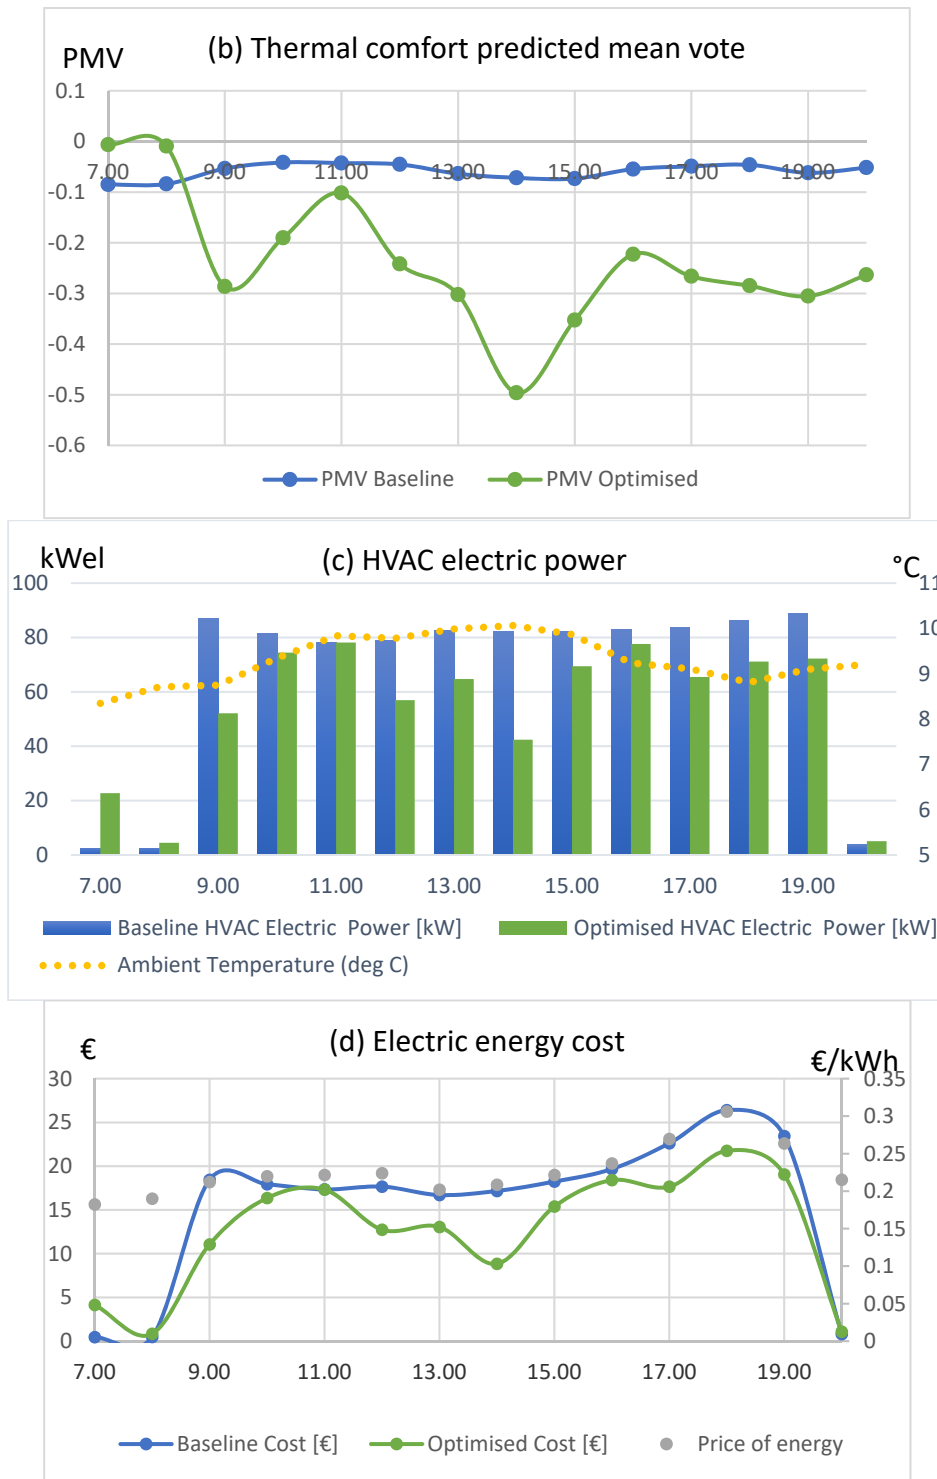 (b) Thermal comfort predicted mean vote
PMV
0.1
0
7.00 9.00 11.00 13.00 15.00 17.00 19.00
-0.1
-0.2
-0.3
-0.4
-0.5
-0.6
PMV Baseline PMV Optimised
kWel (c) HVAC electric power °C
100 11
80 10
60 9
40 8
20 7
0 6
5
7.00 9.00 11.00 13.00 15.00 17.00 19.00
Baseline HVAC Electric Power [kW] Optimised HVAC Electric Power [kW]
Ambient Temperature (deg C)
€ (d) Electric energy cost €/kWh
30 0.35
25 0.3
20 0.25
15 0.2
10 0.15
5 0.1
0 0.05
0
7.00 9.00 11.00 13.00 15.00 17.00 19.00
Baseline Cost [€] Optimised Cost [€] Price of energy